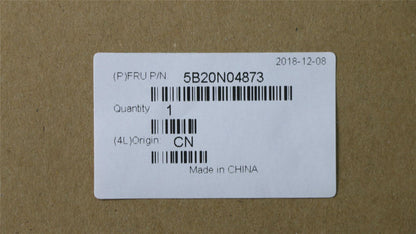 2018-12-08
(P)FRU P/N 5B20N04873
Quantity 1
(4L)Origin: CN
Made in CHINA